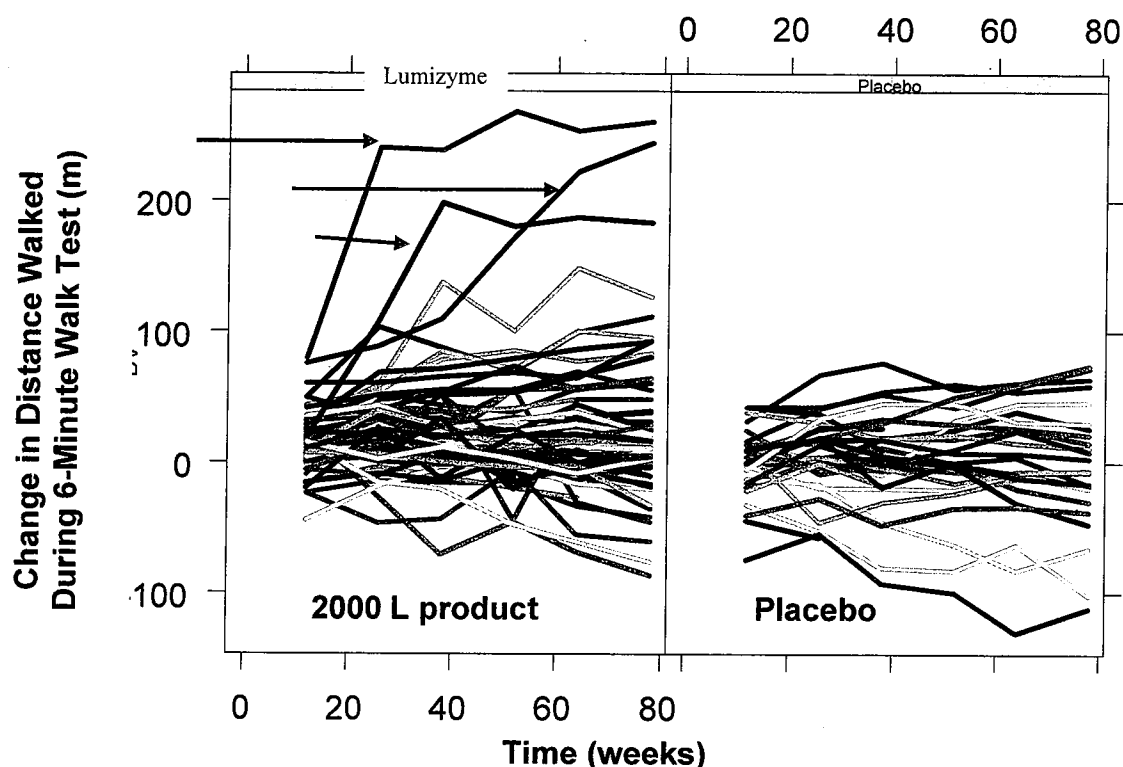 0 20 40 60 80
Lumizyme
Placebo
Change in Distance Walked
During 6-Minute Walk Test (m)
200
100
0
100
2000 L product
Placebo
0 20 40 60 80
Time (weeks)